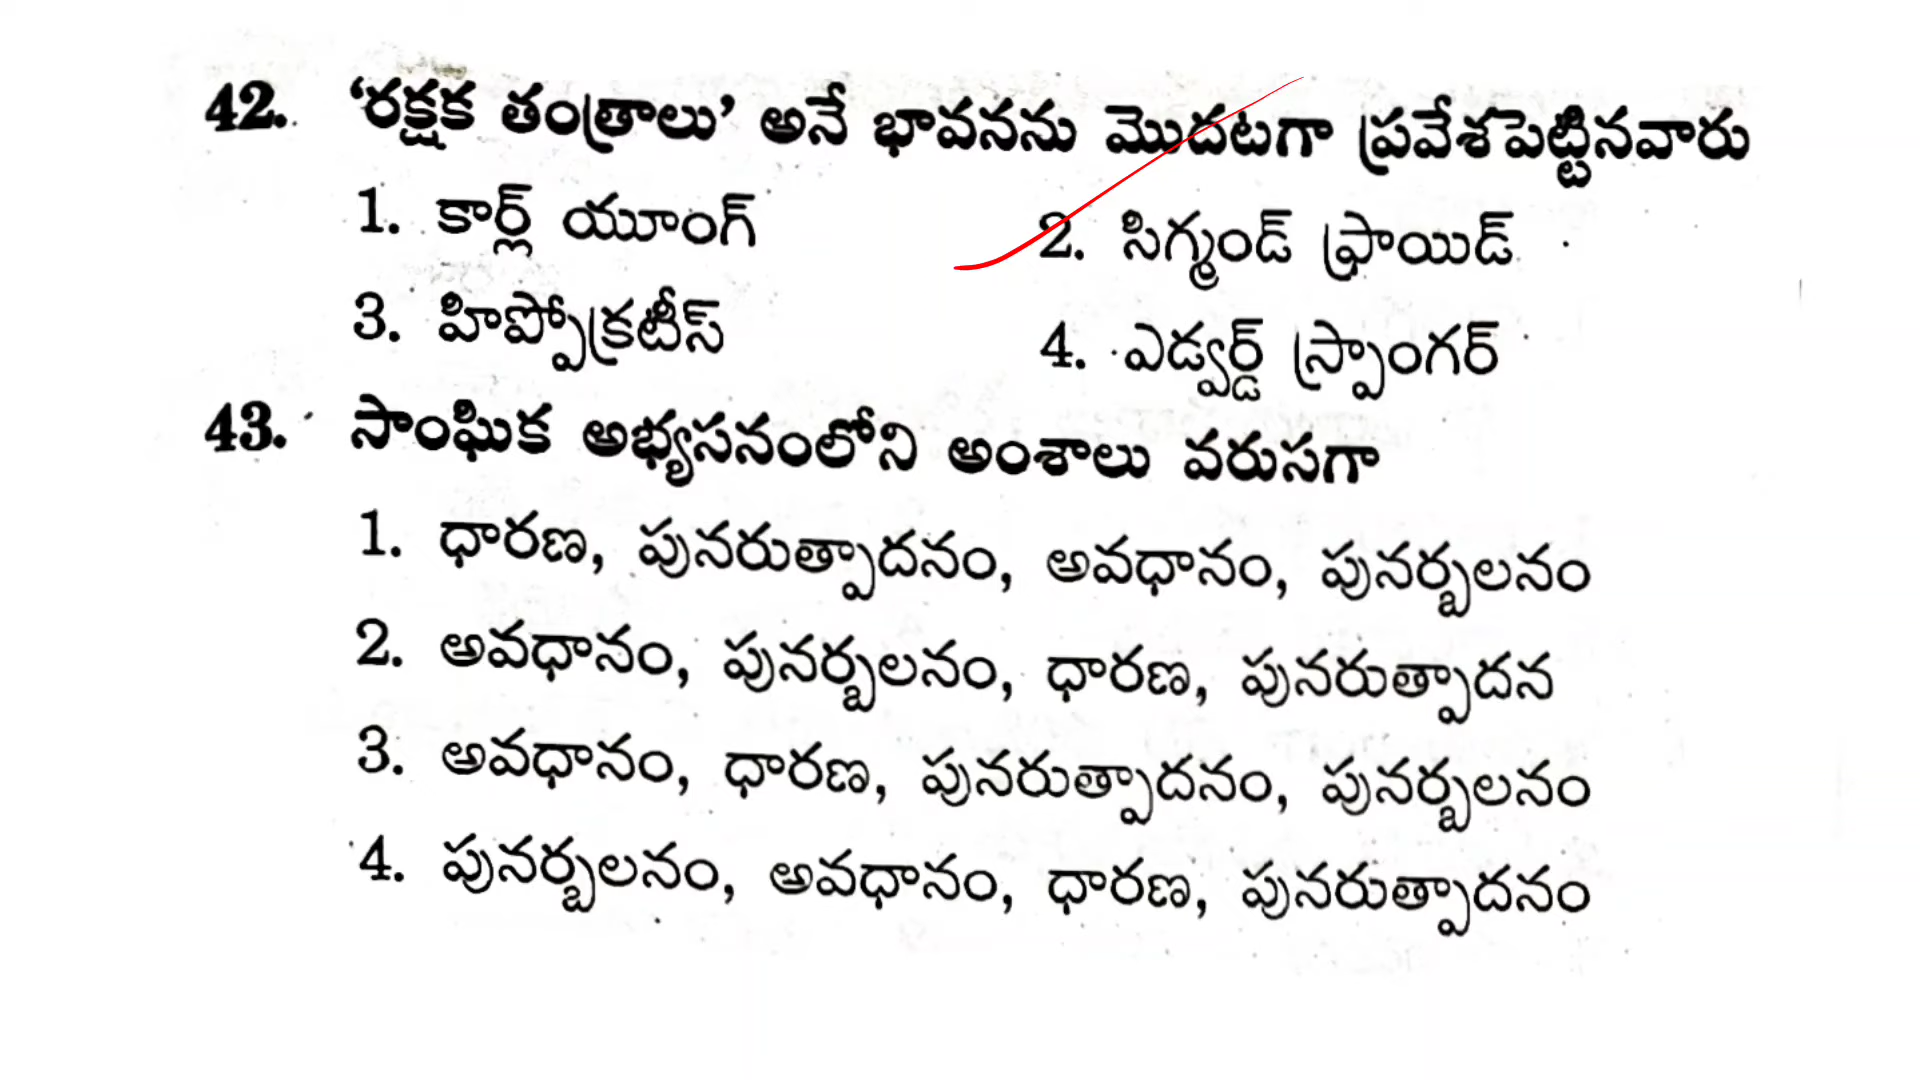 42. ‘రక్షక తంత్రాలు’ అనే భావనను మొదటగా ప్రవేశపెట్టినవారు
1. కార్ల్ యూంగ్ 2. సిగ్మండ్ ఫ్రాయిడ్
3. హిప్పోక్రటీస్ 4. ఎడ్వర్డ్ స్ప్రాంగర్
43. సాంఘిక అభ్యసనంలోని అంశాలు వరుసగా
1. ధారణ, పునరుత్పాదనం, అవధానం, పునర్బలనం
2. అవధానం, పునర్బలనం, ధారణ, పునరుత్పాదన
3. అవధానం, ధారణ, పునరుత్పాదనం, పునర్బలనం
4. పునర్బలనం, అవధానం, ధారణ, పునరుత్పాదనం